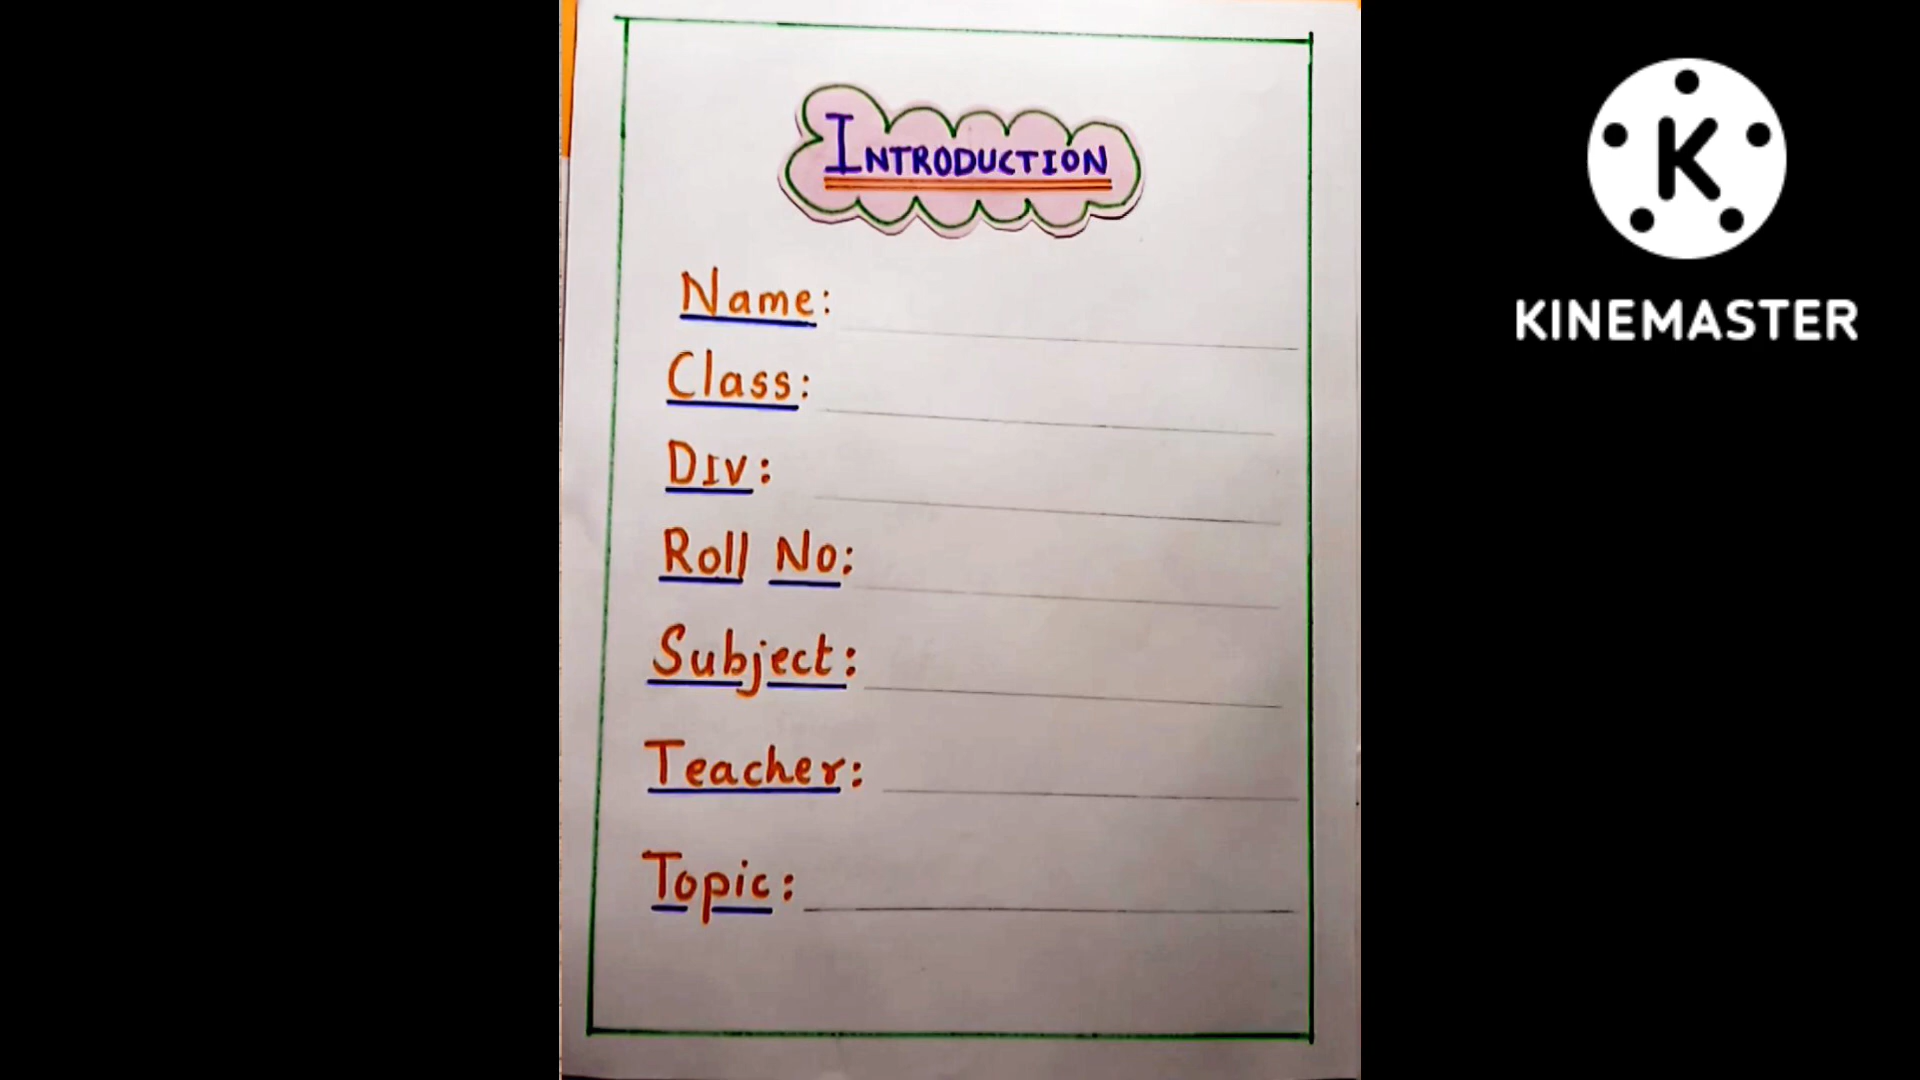 INTRODUCTION
Name:
Class:
DIV:
Roll No:
Subject:
Teacher:
Topic:
K
KINEMASTER